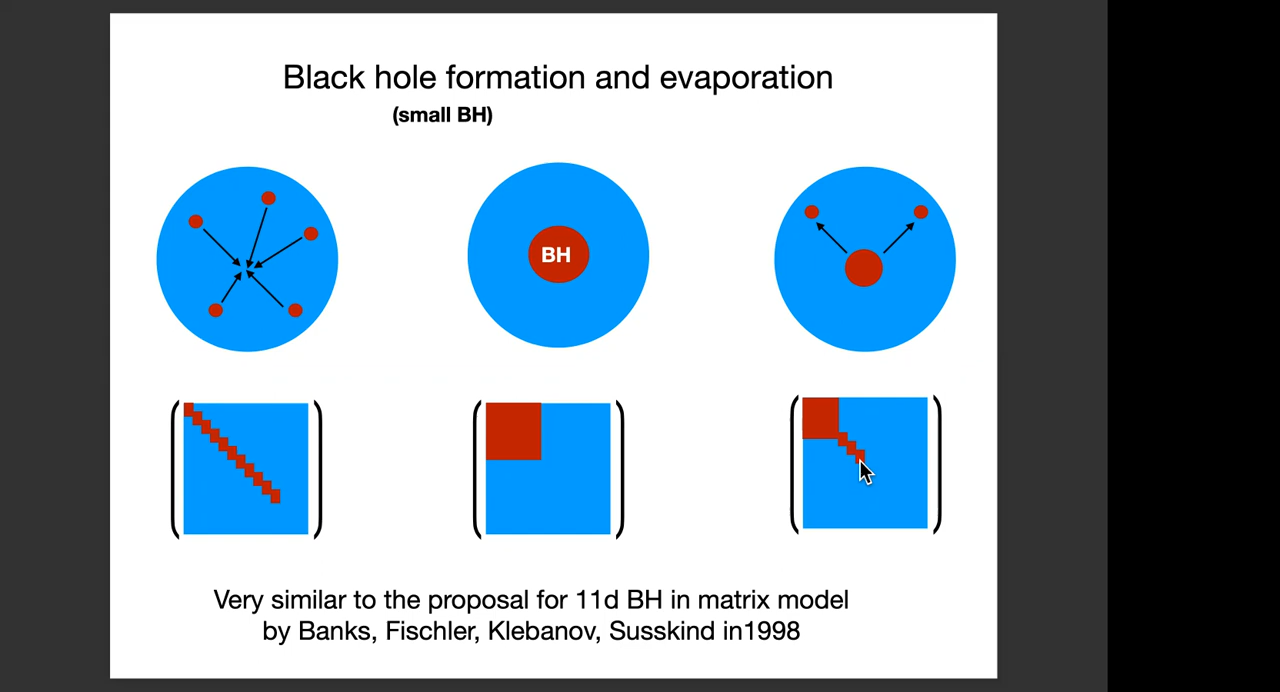 Black hole formation and evaporation
(small BH)
BH
Very similar to the proposal for 11d BH in matrix model
by Banks, Fischler, Klebanov, Susskind in1998